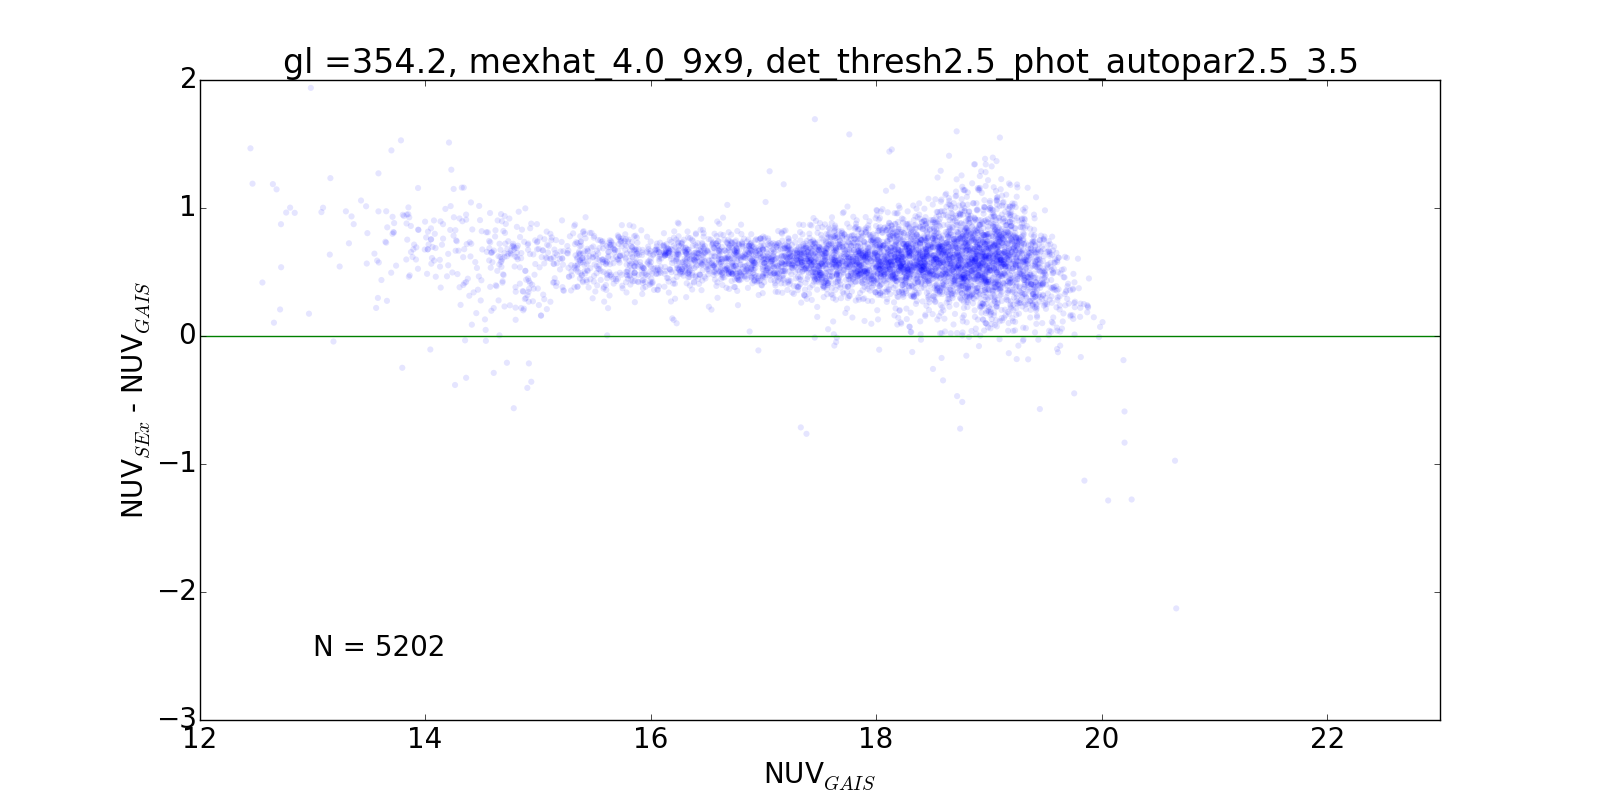 gl =354.2, mexhat_4.0_9x9, det_thresh2.5_phot_autopar2.5_3.5
2
1
0
−1
−2
−3
NUV_SEx - NUV_GAIS
N = 5202
12 14 16 18 20 22
NUV_GAIS